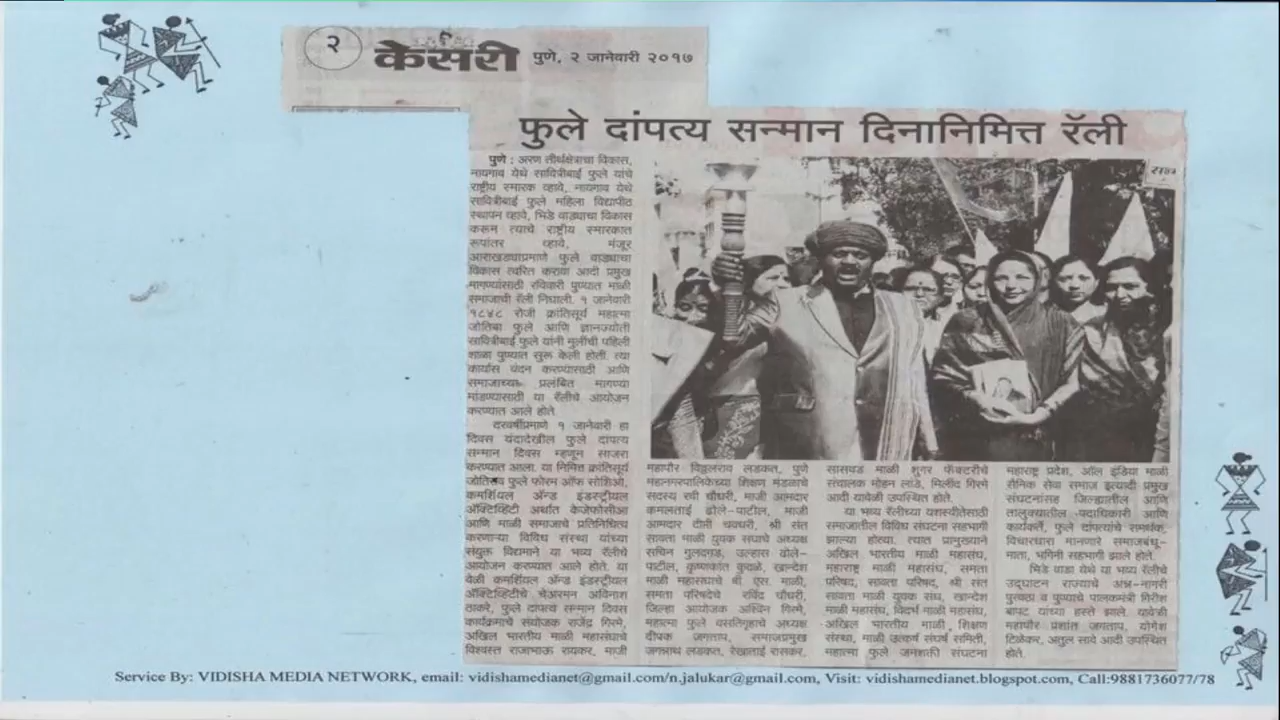 २
केसरी
पुणे, २ जानेवारी २०१७
फुले दांपत्य सन्मान दिनानिमित्त रॅली
पुणे : अरण तीर्थक्षेत्राचा विकास,
नायगाव येथे सावित्रीबाई फुले यांचे
राष्ट्रीय स्मारक व्हावे, नायगाव येथे
सावित्रीबाई फुले महिला विद्यापीठ
स्थापन व्हावे, भिडे वाड्याचा विकास
करून त्याचे राष्ट्रीय स्मारकात
रूपांतर व्हावे, मंजूर
आराखड्याप्रमाणे फुले वाड्याचा
विकास त्वरित करावा आदी प्रमुख
मागण्यांसाठी रविवारी पुण्यात माळी
समाजाची रॅली निघाली. १ जानेवारी
१८४८ रोजी क्रांतिसूर्य महात्मा
जोतिबा फुले आणि ज्ञानज्योती
सावित्रीबाई फुले यांनी मुलींची पहिली
शाळा पुण्यात सुरू केली होती. त्या
कार्यास वंदन करण्यासाठी आणि
समाजाच्या प्रलंबित मागण्या
मांडण्यासाठी या रॅलीचे आयोजन
करण्यात आले होते.
दरवर्षीप्रमाणे १ जानेवारी हा
दिवस यंदादेखील फुले दांपत्य
सन्मान दिवस म्हणून साजरा
करण्यात आला. या निमित्त क्रांतिसूर्य
जोतिराव फुले फोरम ऑफ सोशिओ,
कमर्शियल अॅन्ड इंडस्ट्रीयल
अॅक्टिव्हिटी अर्थात केजेफोसीआ
आणि माळी समाजाचे प्रतिनिधित्व
करणाऱ्या विविध संस्था यांच्या
संयुक्त विद्यमाने या भव्य रॅलीचे
आयोजन करण्यात आले होते. या
वेळी कमर्शियल अॅन्ड इंडस्ट्रीयल
अॅक्टिव्हिटीचे चेअरमन अविनाश
ठाकरे, फुले दांपत्य सन्मान दिवस
कार्यक्रमाचे संयोजक राजेंद्र गिरमे,
अखिल भारतीय माळी महासंघाचे
विश्वस्त राजाभाऊ रायकर, माजी
महापौर विठ्ठलराव लडकत, पुणे
महानगरपालिकेच्या शिक्षण मंडळाचे
सदस्य रवी चौधरी, माजी आमदार
कमलताई ढोले-पाटील, माजी
आमदार दीप्ती चवधरी, श्री संत
सावता माळी युवक संघाचे अध्यक्ष
सचिन गुलदगड, उल्हास ढोले-
पाटील, कृष्णकांत कुदळे, खान्देश
माळी महासंघाचे श्री एस. माळी,
समता परिषदेचे रविंद्र चौधरी,
जिल्हा आयोजक अश्विन गिरमे,
महात्मा फुले वसतिगृहाचे अध्यक्ष
दीपक जगताप, समाजप्रमुख
जगन्नाथ लडकत, रेखाताई रासकर,
सासवड माळी शुगर फॅक्टरीचे
संचालक मोहन लांडे, मिलींद गिरमे
आदी यावेळी उपस्थित होते.
या भव्य रॅलीच्या यशस्वीतेसाठी
समाजातील विविध संघटना सहभागी
झाल्या होत्या. त्यात प्रामुख्याने
अखिल भारतीय माळी महासंघ,
महाराष्ट्र माळी महासंघ, समता
परिषद, सावता परिषद, श्री संत
सावता माळी युवक संघ, खान्देश
माळी महासंघ, विदर्भ माळी महासंघ,
अखिल भारतीय माळी शिक्षण
संस्था, माळी उत्कर्ष संघर्ष समिती,
महात्मा फुले जमशक्ती संघटना
महाराष्ट्र प्रदेश, ऑल इंडिया माळी
सैनिक सेवा समाज इत्यादी प्रमुख
संघटनांसह जिल्ह्यातील आणि
तालुक्यातील पदाधिकारी आणि
कार्यकर्ते, फुले दांपत्यांचे समर्थक,
विचारधारा मानणारे समाजबंधू-
माता, भगिनी सहभागी झाले होते.
भिडे वाडा येथे या भव्य रॅलीचे
उद्घाटन राज्याचे अन्न-नागरी
पुरवठा व पुण्याचे पालकमंत्री गिरीश
बापट यांच्या हस्ते झाले. यावेळी
महापौर प्रशांत जगताप, योगेश
टिळेकर, अतुल सावे आदी उपस्थित
होते.
Service By: VIDISHA MEDIA NETWORK, email: vidishamedianet@gmail.com/n.jalukar@gmail.com, Visit: vidishamedianet.blogspot.com, Call:9881736077/78